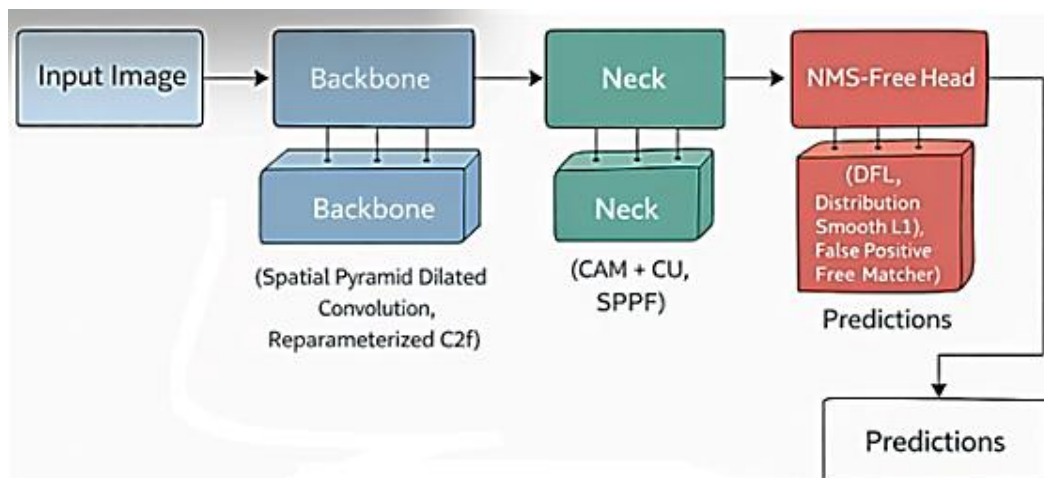 Input Image
Backbone
Neck
NMS-Free Head
Backbone
(Spatial Pyramid Dilated
Convolution,
Reparameterized C2f)
Neck
(CAM + CU,
SPPF)
(DFL,
Distribution
Smooth L1),
False Positive
Free Matcher)
Predictions
Predictions